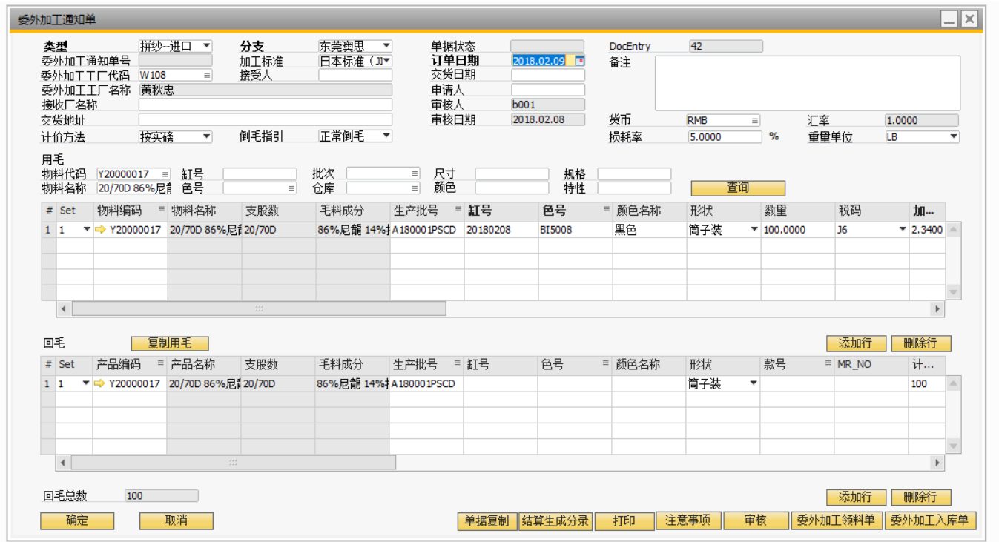 委外加工通知单
类型 拼纱--进口 分支 东莞澳思 单据状态 DocEntry 42
委外加工通知单号 加工标准 日本标准（JI 订单日期 2018.02.09 备注
委外加工工厂代码 W108 接受人 交货日期
委外加工工厂名称 黄秋忠 申请人
接收厂名称 审核人 b001
交货地址 审核日期 2018.02.08 货币 RMB 汇率 1.0000
计价方法 按实磅 倒毛指引 正常倒毛 损耗率 5.0000 % 重量单位 LB
用毛
物料代码 Y20000017 缸号 批次 尺寸 规格
物料名称 20/70D 86%尼 色号 仓库 颜色 特性 查询
# Set 物料编码 物料名称 支股数 毛料成分 生产批号 缸号 色号 颜色名称 形状 数量 税码 加...
1 1 Y20000017 20/70D 86%尼 20/70D 86%尼龍 14% A180001PSCD 20180208 BI5008 黑色 筒子装 100.0000 J6 2.3400
回毛 复制用毛 添加行 删除行
# Set 产品编码 产品名称 支股数 毛料成分 生产批号 缸号 色号 颜色名称 形状 款号 MR_NO 计...
1 1 Y20000017 20/70D 86%尼 20/70D 86%尼龍 14% A180001PSCD 筒子装 100
回毛总数 100 添加行 删除行
确定 取消 单据复制 结算生成分录 打印 注意事项 审核 委外加工领料单 委外加工入库单